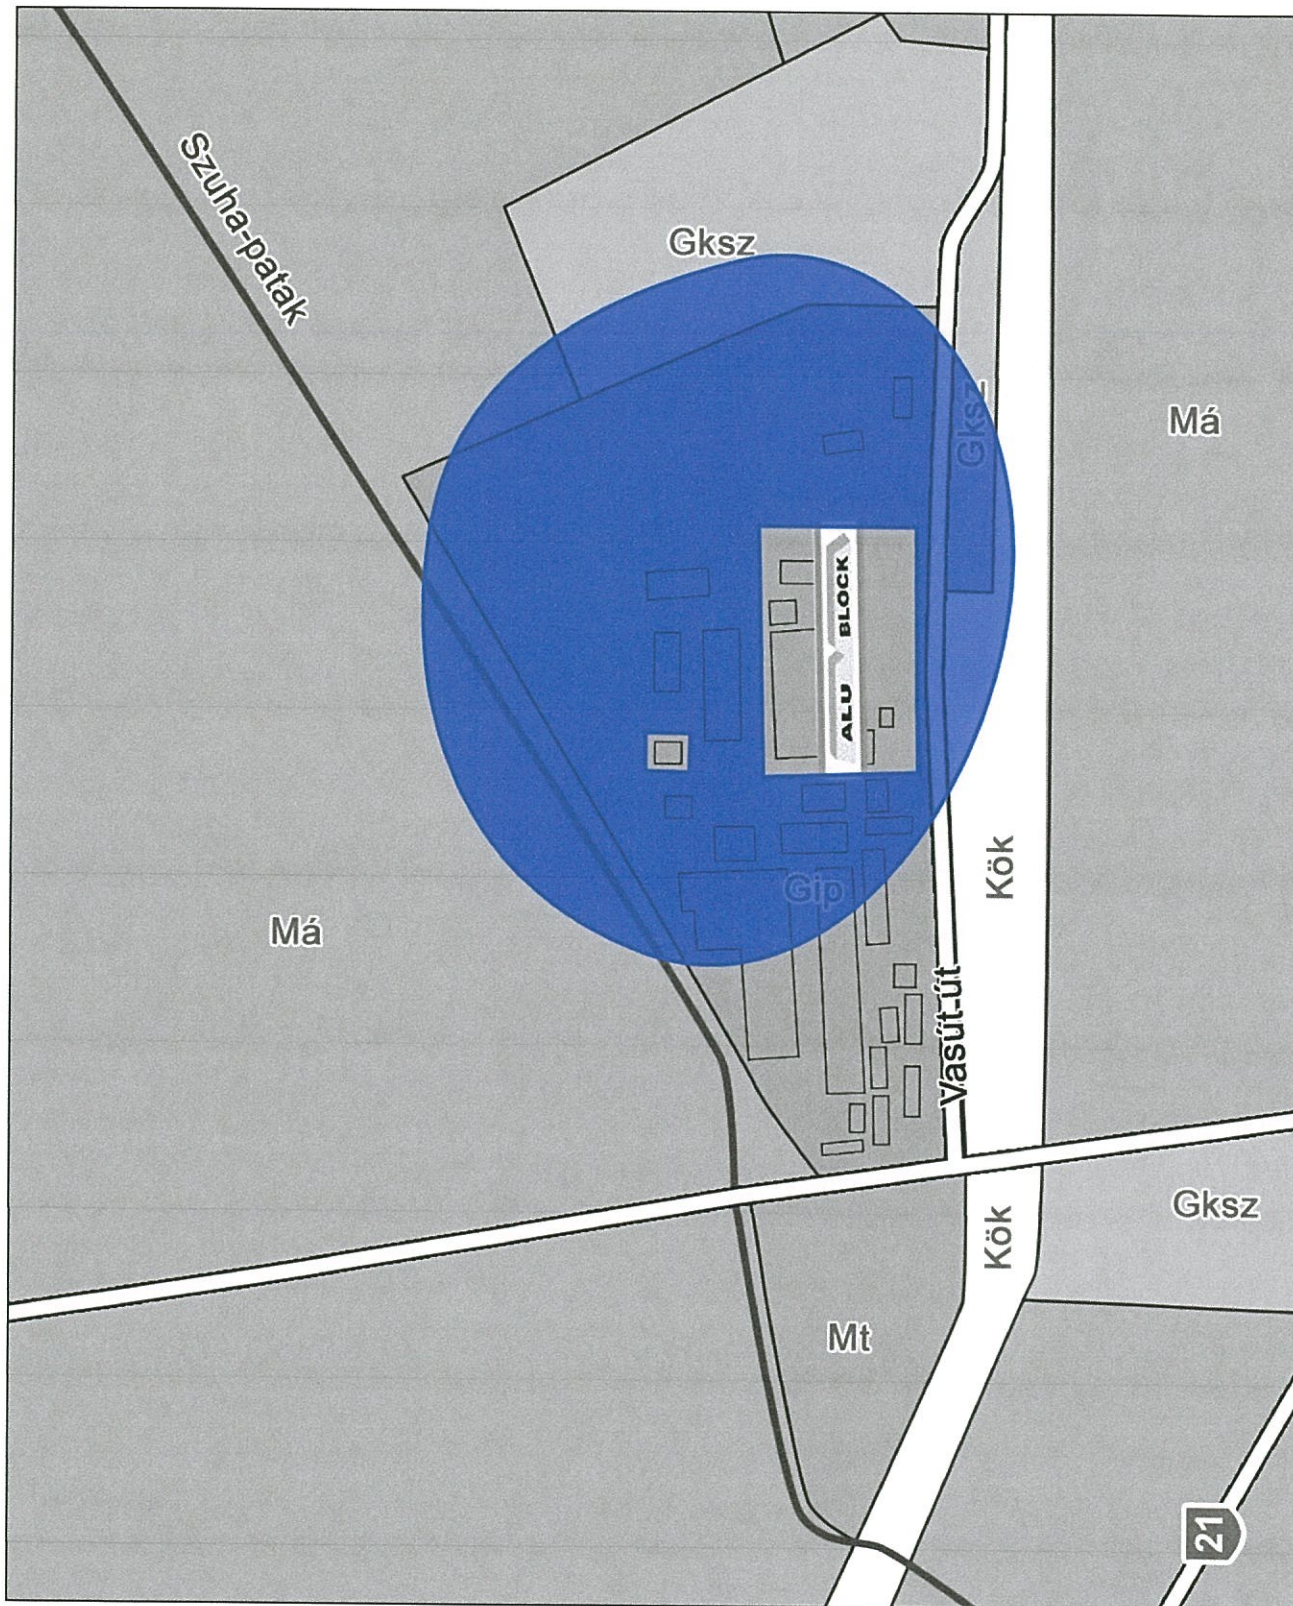 Szuha-patak
Gksz
Má
Gksz
ALU BLOCK
Gip
Kök
Má
Vasút út
Gksz
Kök
Mt
21